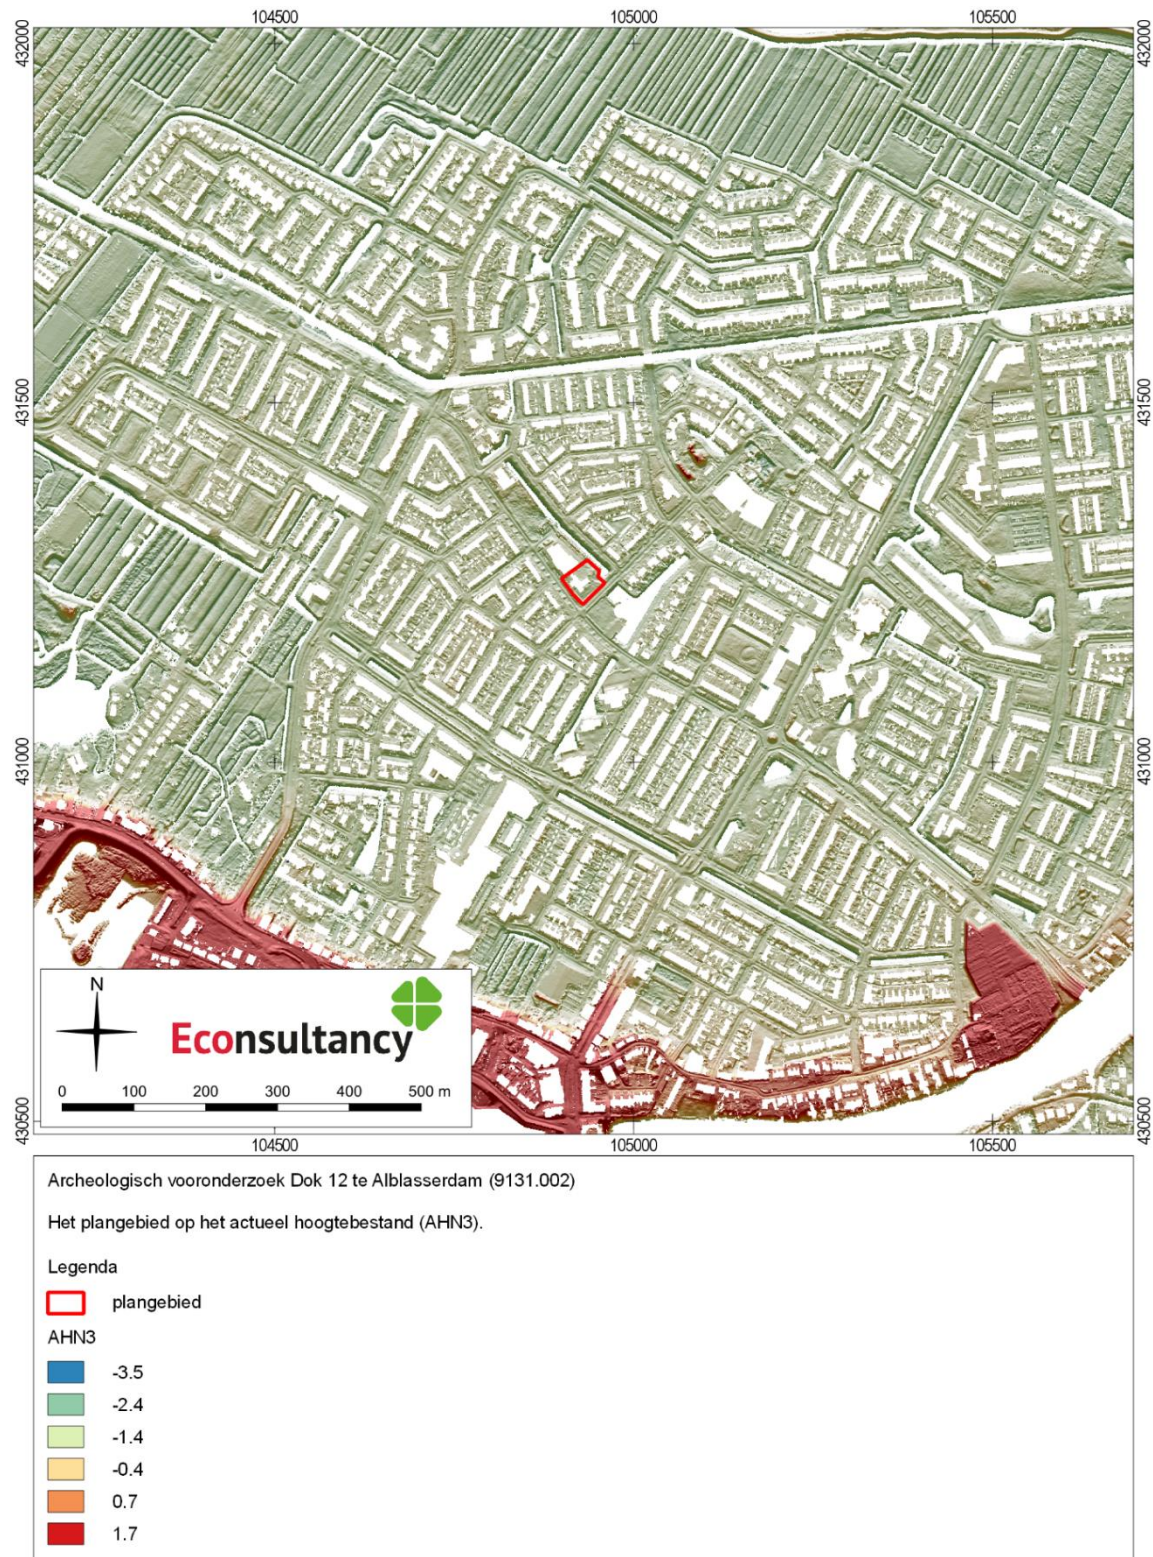 104500 105000 105500
432000 432000
431500 431500
431000 431000
N
Econsultancy
0 100 200 300 400 500 m
430500 430500
104500 105000 105500
Archeologisch vooronderzoek Dok 12 te Alblasserdam (9131.002)
Het plangebied op het actueel hoogtebestand (AHN3).
Legenda
plangebied
AHN3
-3.5
-2.4
-1.4
-0.4
0.7
1.7